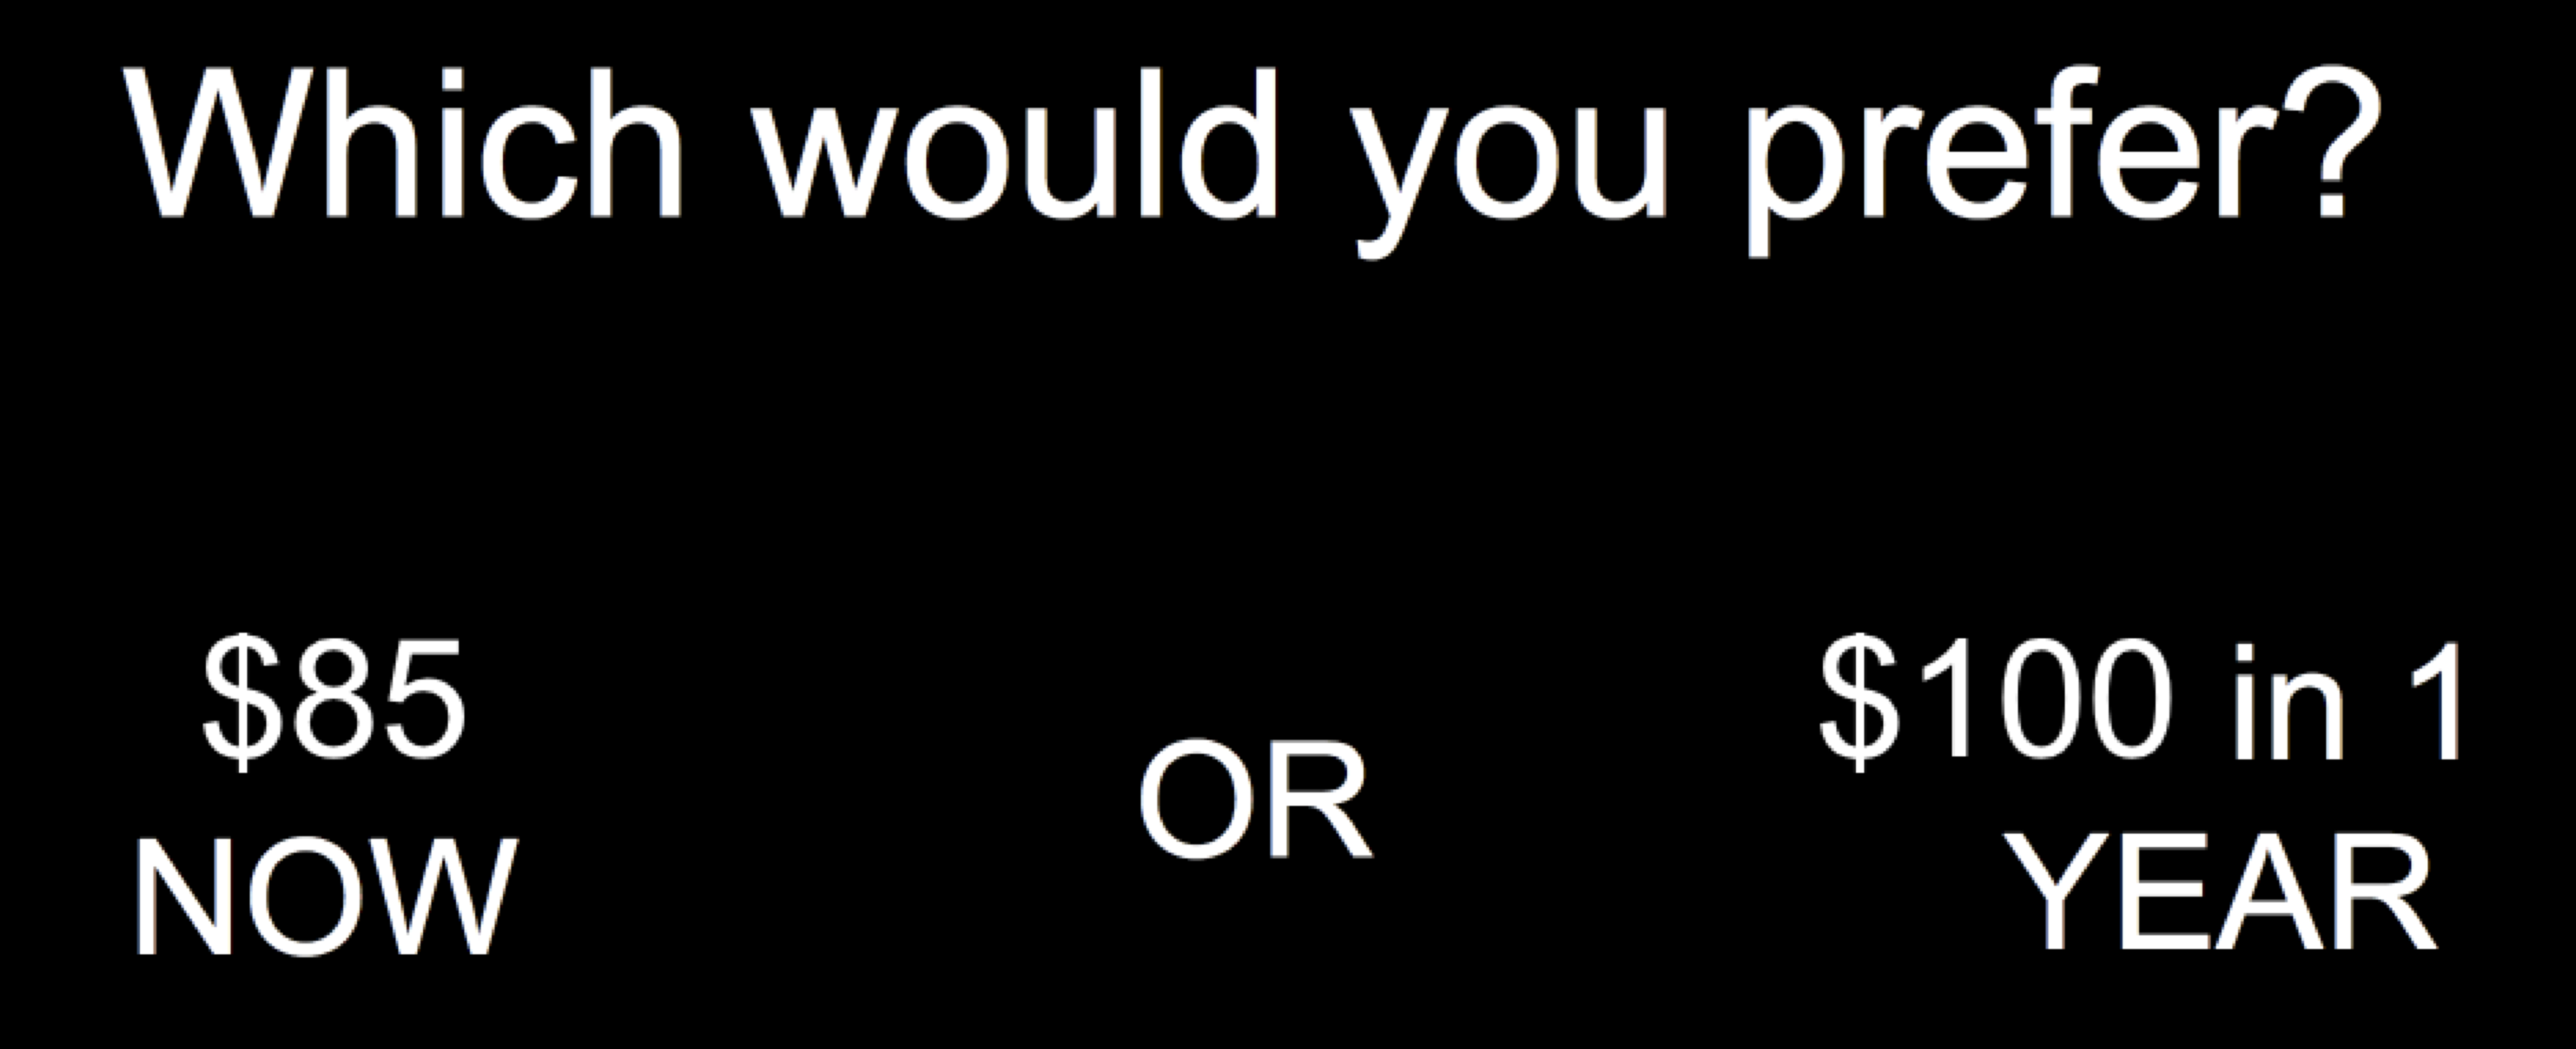 Which would you prefer?
$85
NOW
OR
$100 in 1
YEAR